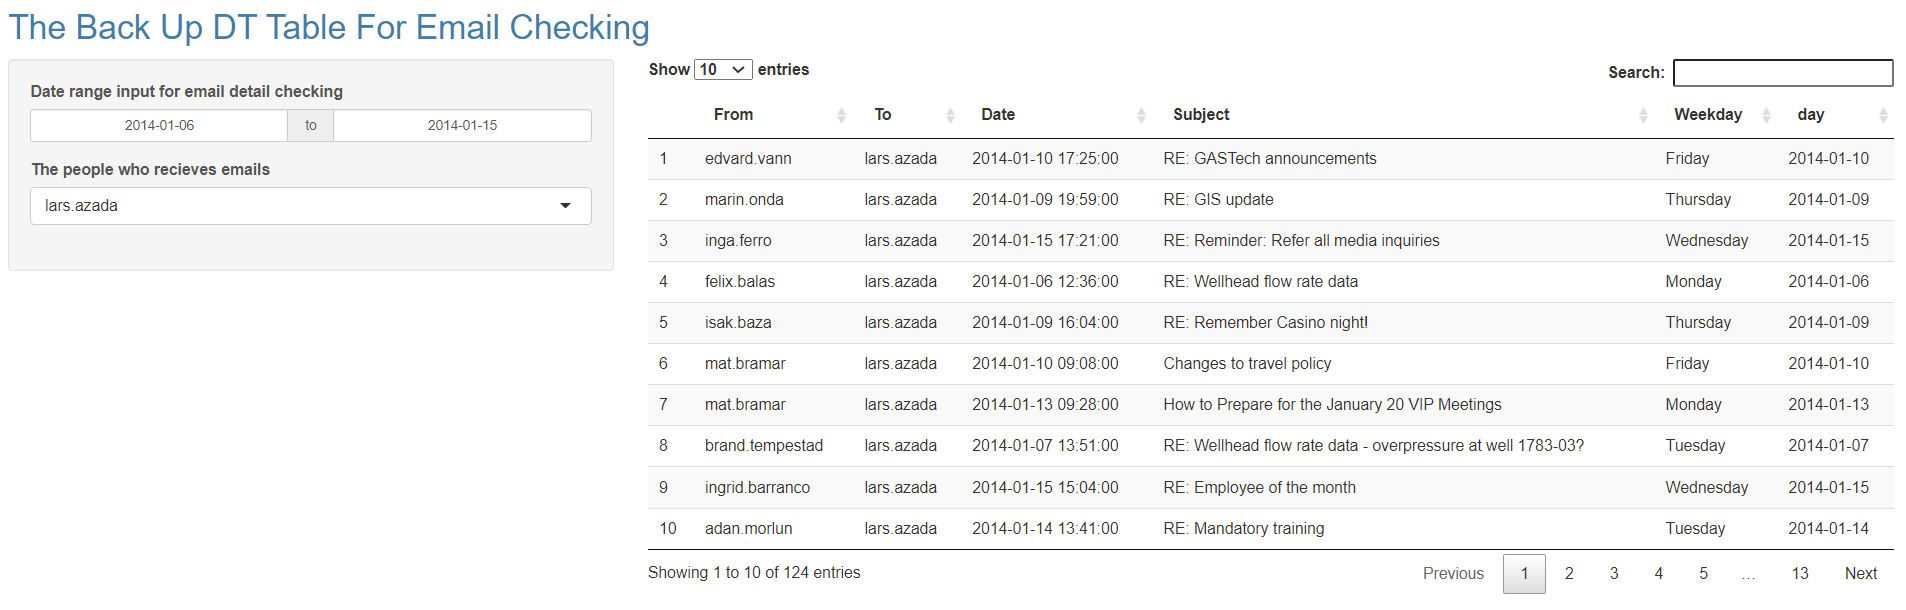 The Back Up DT Table For Email Checking
Date range input for email detail checking
2014-01-06 to 2014-01-15
The people who recieves emails
lars.azada
Show 10 entries
Search:
From To Date Subject Weekday day
1 edvard.vann lars.azada 2014-01-10 17:25:00 RE: GASTech announcements Friday 2014-01-10
2 marin.onda lars.azada 2014-01-09 19:59:00 RE: GIS update Thursday 2014-01-09
3 inga.ferro lars.azada 2014-01-15 17:21:00 RE: Reminder: Refer all media inquiries Wednesday 2014-01-15
4 felix.balas lars.azada 2014-01-06 12:36:00 RE: Wellhead flow rate data Monday 2014-01-06
5 isak.baza lars.azada 2014-01-09 16:04:00 RE: Remember Casino night! Thursday 2014-01-09
6 mat.bramar lars.azada 2014-01-10 09:08:00 Changes to travel policy Friday 2014-01-10
7 mat.bramar lars.azada 2014-01-13 09:28:00 How to Prepare for the January 20 VIP Meetings Monday 2014-01-13
8 brand.tempestad lars.azada 2014-01-07 13:51:00 RE: Wellhead flow rate data - overpressure at well 1783-03? Tuesday 2014-01-07
9 ingrid.barranco lars.azada 2014-01-15 15:04:00 RE: Employee of the month Wednesday 2014-01-15
10 adan.morlun lars.azada 2014-01-14 13:41:00 RE: Mandatory training Tuesday 2014-01-14
Showing 1 to 10 of 124 entries
Previous 1 2 3 4 5 … 13 Next